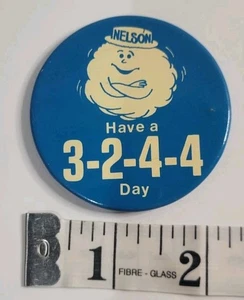 NELSON
Have a
3-2-4-4
Day
1 FIBRE - GLASS 2